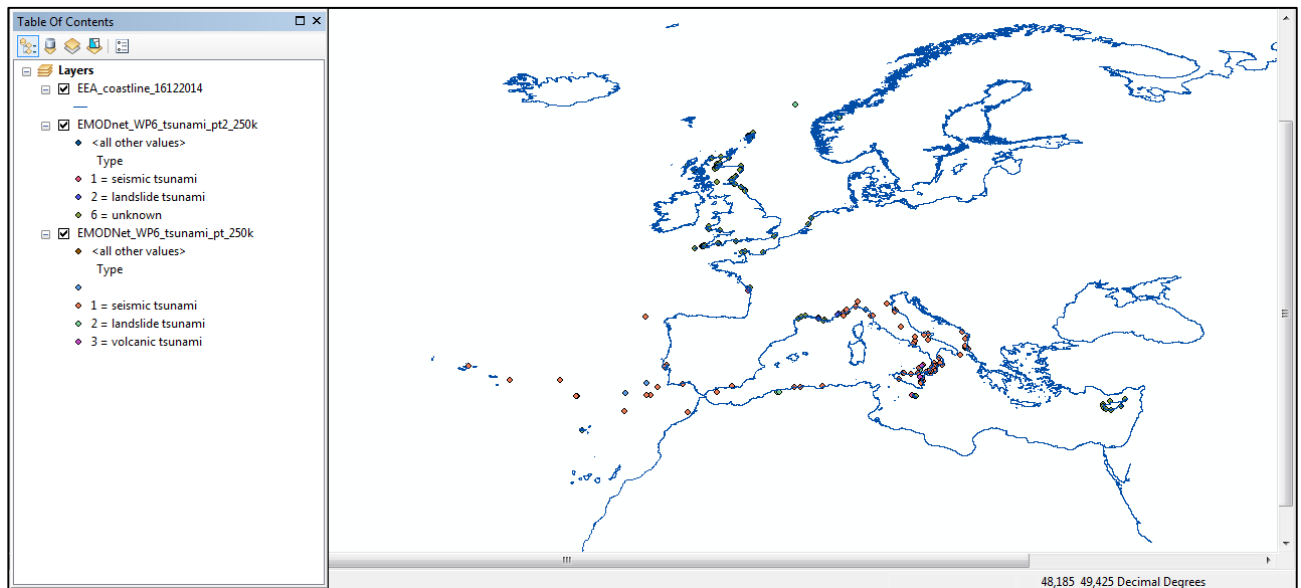 Table Of Contents
Layers
EEA_coastline_16122014
EMODnet_WP6_tsunami_pt2_250k
<all other values>
Type
1 = seismic tsunami
2 = landslide tsunami
6 = unknown
EMODNet_WP6_tsunami_pt_250k
<all other values>
Type
1 = seismic tsunami
2 = landslide tsunami
3 = volcanic tsunami
48,185 49,425 Decimal Degrees